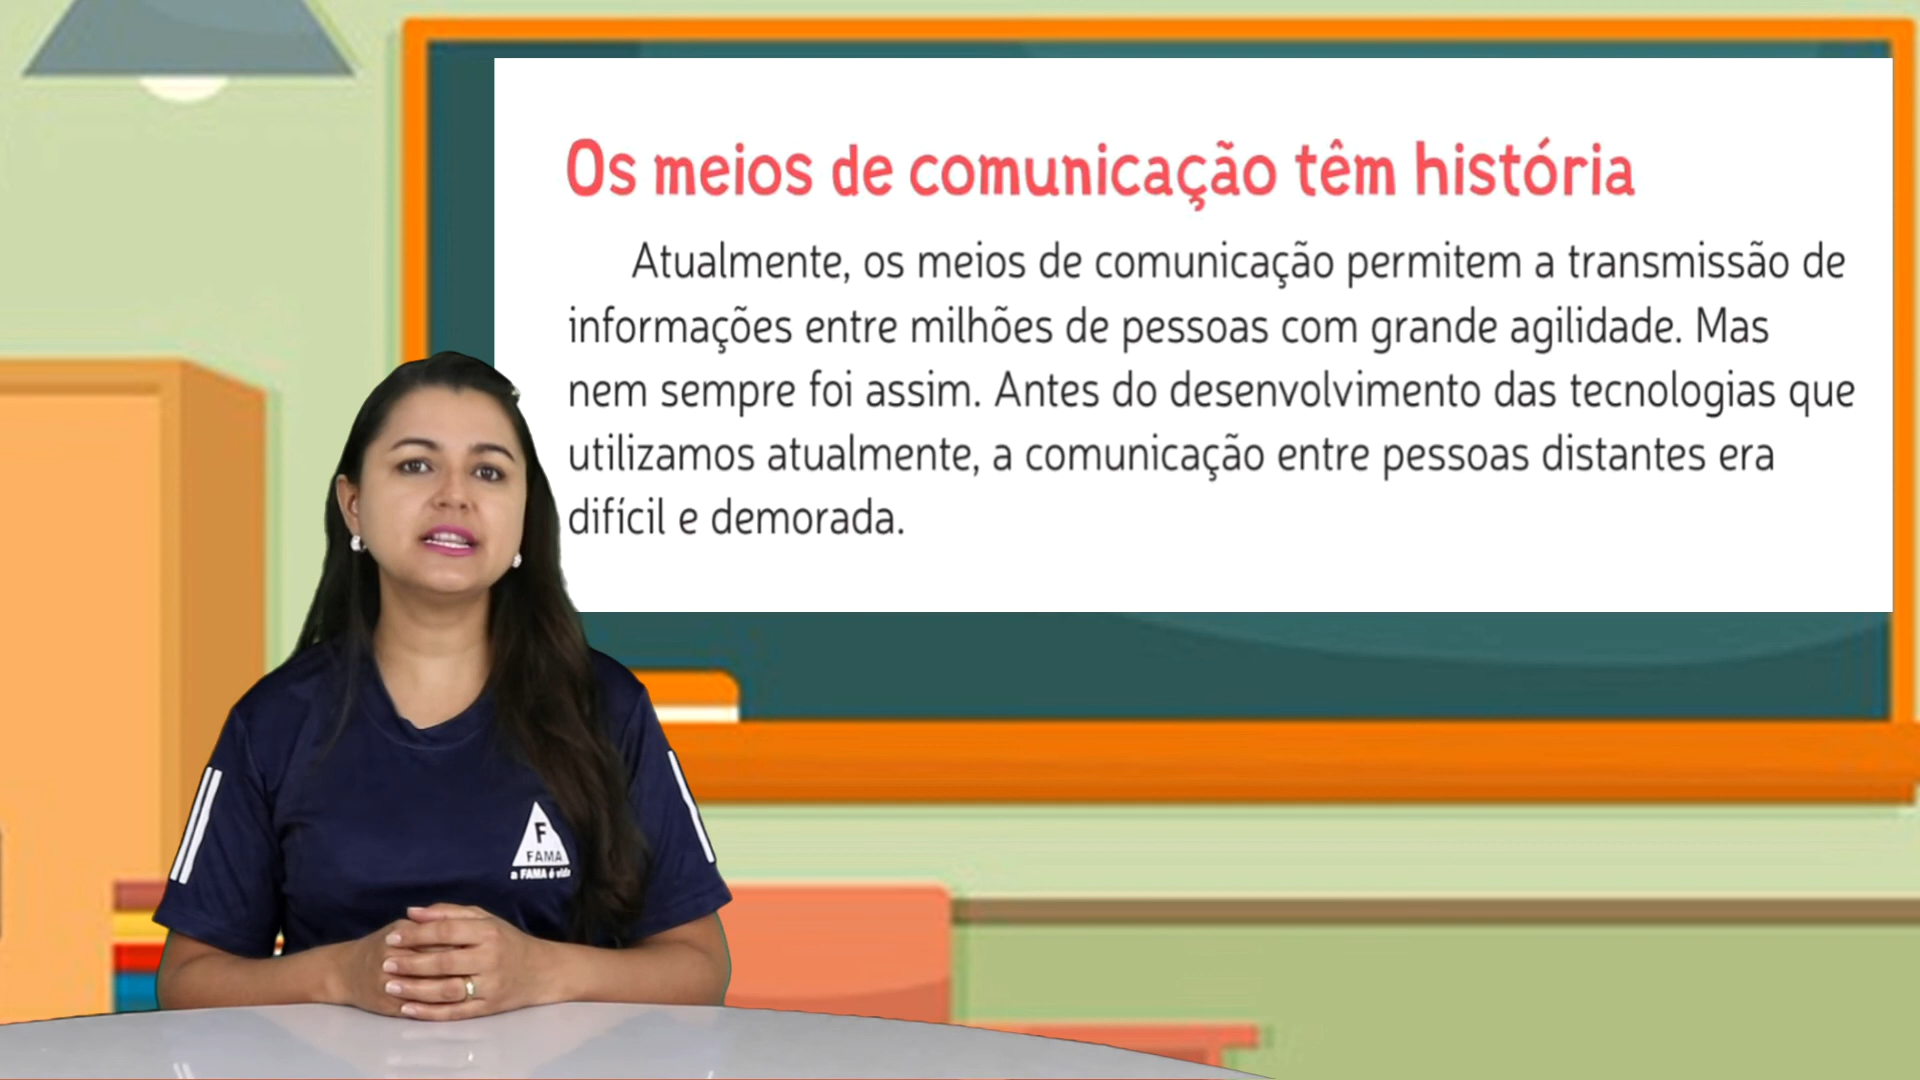 Os meios de comunicação têm história
Atualmente, os meios de comunicação permitem a transmissão de
informações entre milhões de pessoas com grande agilidade. Mas
nem sempre foi assim. Antes do desenvolvimento das tecnologias que
utilizamos atualmente, a comunicação entre pessoas distantes era
difícil e demorada.
F
FAMA
a FAMA é vida